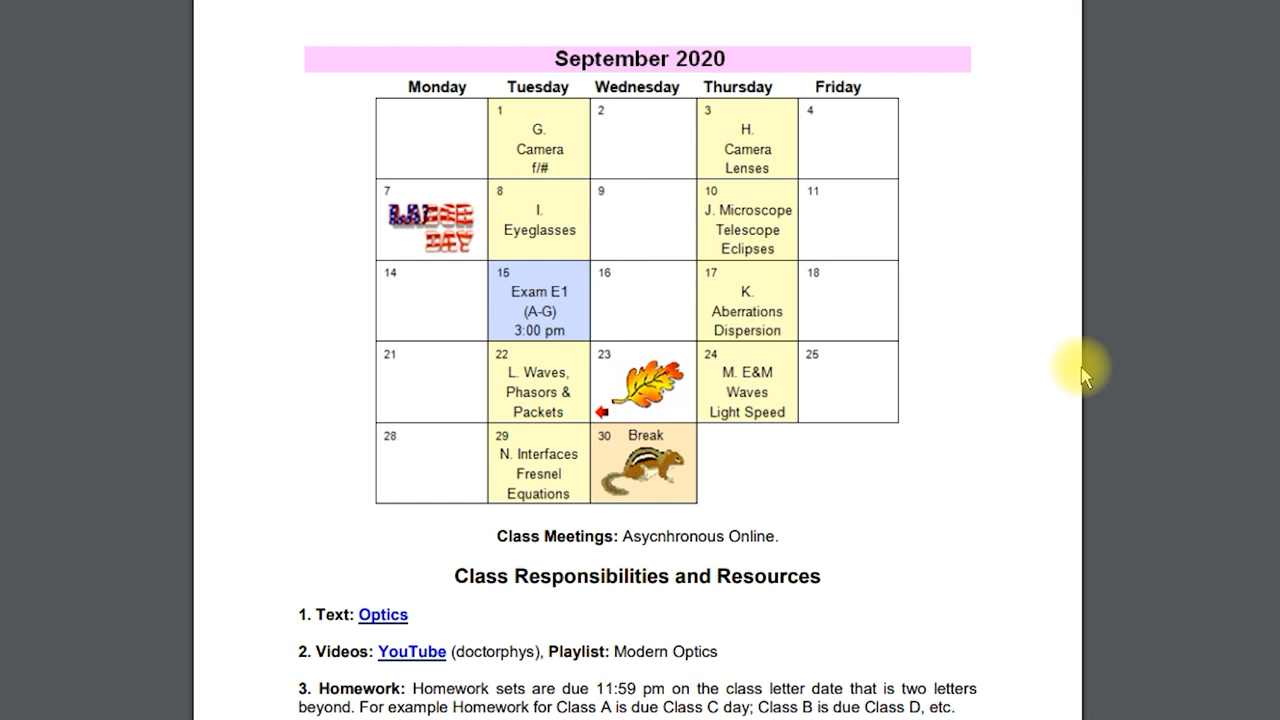 September 2020
Monday Tuesday Wednesday Thursday Friday
1
G.
Camera
f/#
2
3
H.
Camera
Lenses
4
7
LABOR
DAY
8
I.
Eyeglasses
9
10
J. Microscope
Telescope
Eclipses
11
14
15
Exam E1
(A-G)
3:00 pm
16
17
K.
Aberrations
Dispersion
18
21
22
L. Waves,
Phasors &
Packets
23
24
M. E&M
Waves
Light Speed
25
28
29
N. Interfaces
Fresnel
Equations
30 Break
Class Meetings: Asycnhronous Online.
Class Responsibilities and Resources
1. Text: Optics
2. Videos: YouTube (doctorphys), Playlist: Modern Optics
3. Homework: Homework sets are due 11:59 pm on the class letter date that is two letters
beyond. For example Homework for Class A is due Class C day; Class B is due Class D, etc.